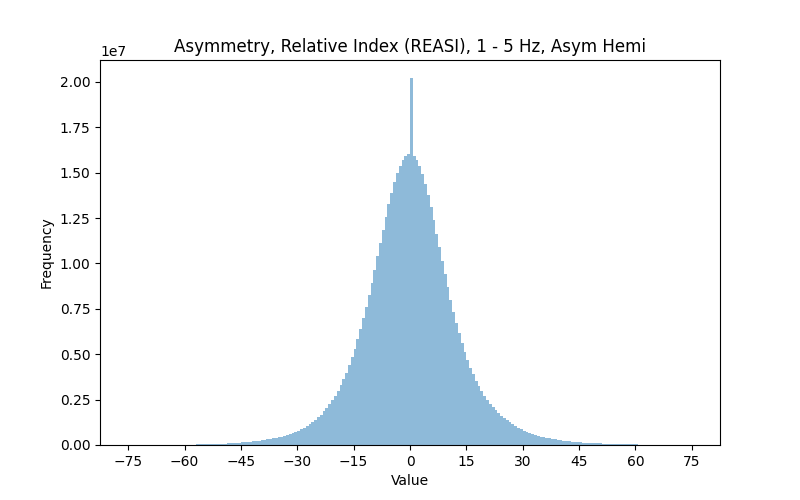 Asymmetry, Relative Index (REASI), 1 - 5 Hz, Asym Hemi
1e7
2.00
1.75
1.50
1.25
1.00
0.75
0.50
0.25
0.00
Frequency
−75 −60 −45 −30 −15 0 15 30 45 60 75
Value